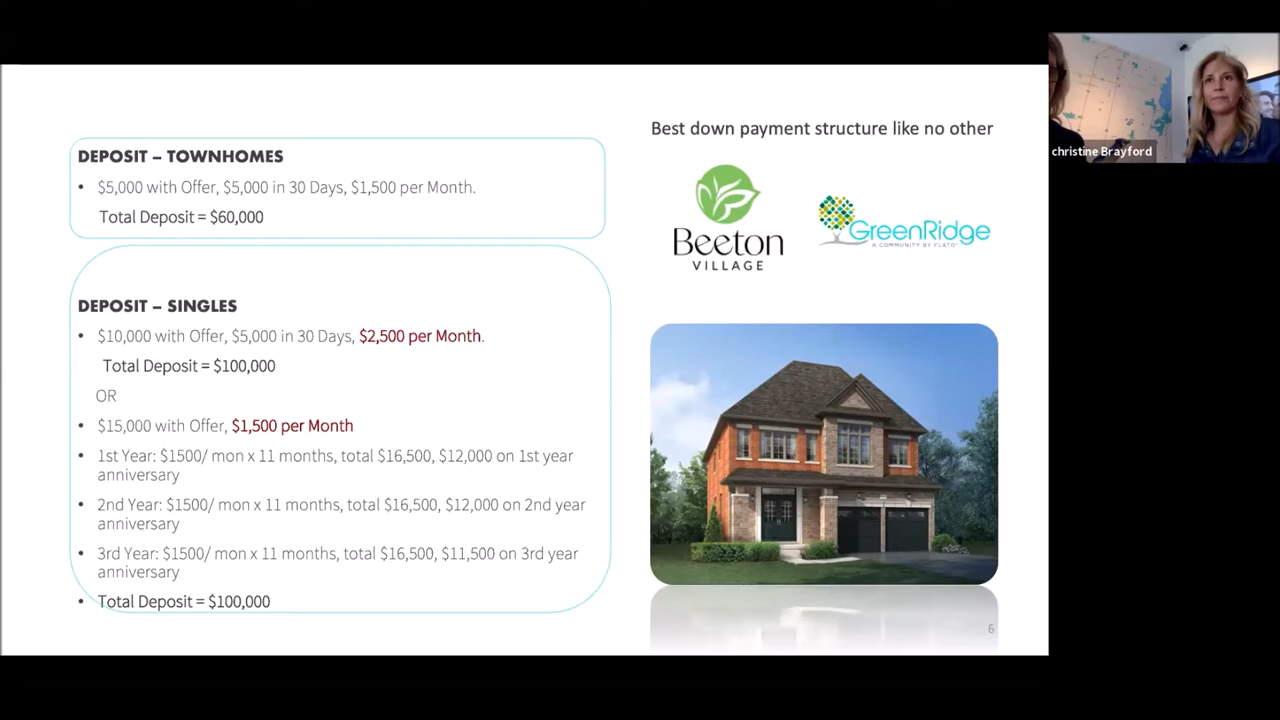 DEPOSIT – TOWNHOMES
• $5,000 with Offer, $5,000 in 30 Days, $1,500 per Month.
Total Deposit = $60,000
DEPOSIT – SINGLES
• $10,000 with Offer, $5,000 in 30 Days, $2,500 per Month.
Total Deposit = $100,000
OR
• $15,000 with Offer, $1,500 per Month
• 1st Year: $1500/ mon x 11 months, total $16,500, $12,000 on 1st year
anniversary
• 2nd Year: $1500/ mon x 11 months, total $16,500, $12,000 on 2nd year
anniversary
• 3rd Year: $1500/ mon x 11 months, total $16,500, $11,500 on 3rd year
anniversary
• Total Deposit = $100,000
Best down payment structure like no other
Beeton
VILLAGE
GreenRidge
A COMMUNITY BY FLATO
6
christine Brayford